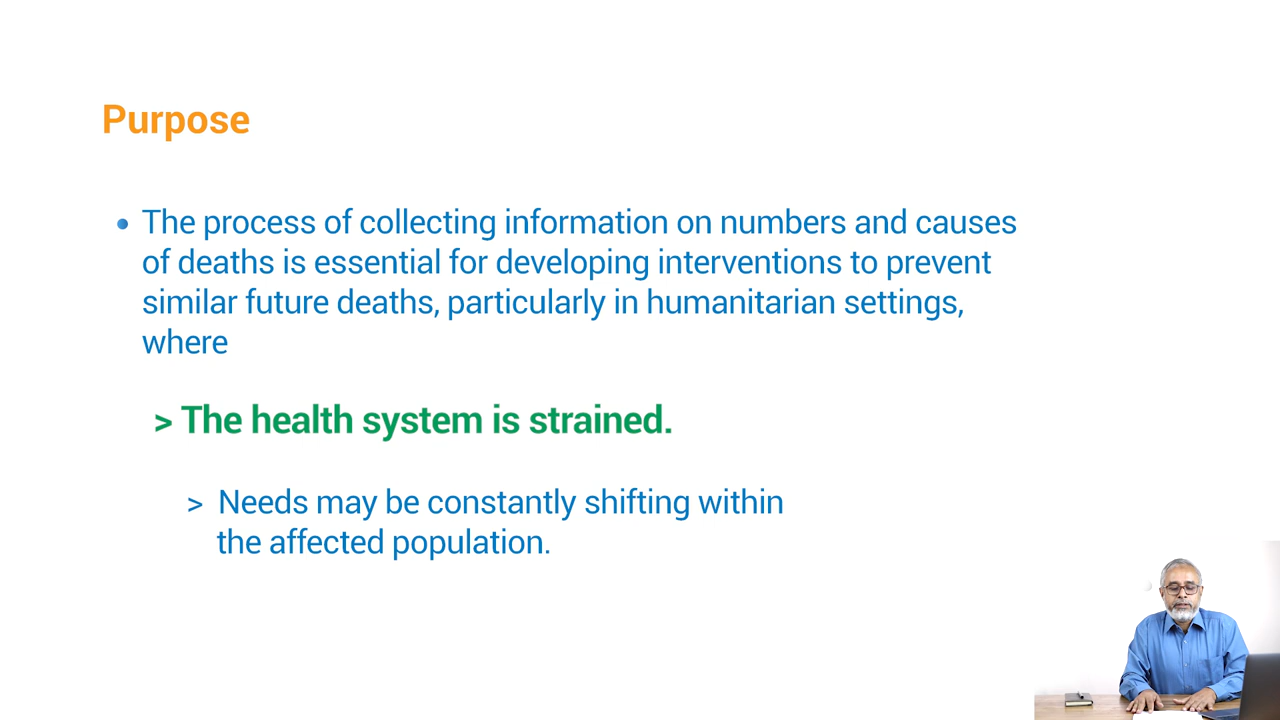 Purpose
• The process of collecting information on numbers and causes
of deaths is essential for developing interventions to prevent
similar future deaths, particularly in humanitarian settings,
where
> The health system is strained.
> Needs may be constantly shifting within
the affected population.